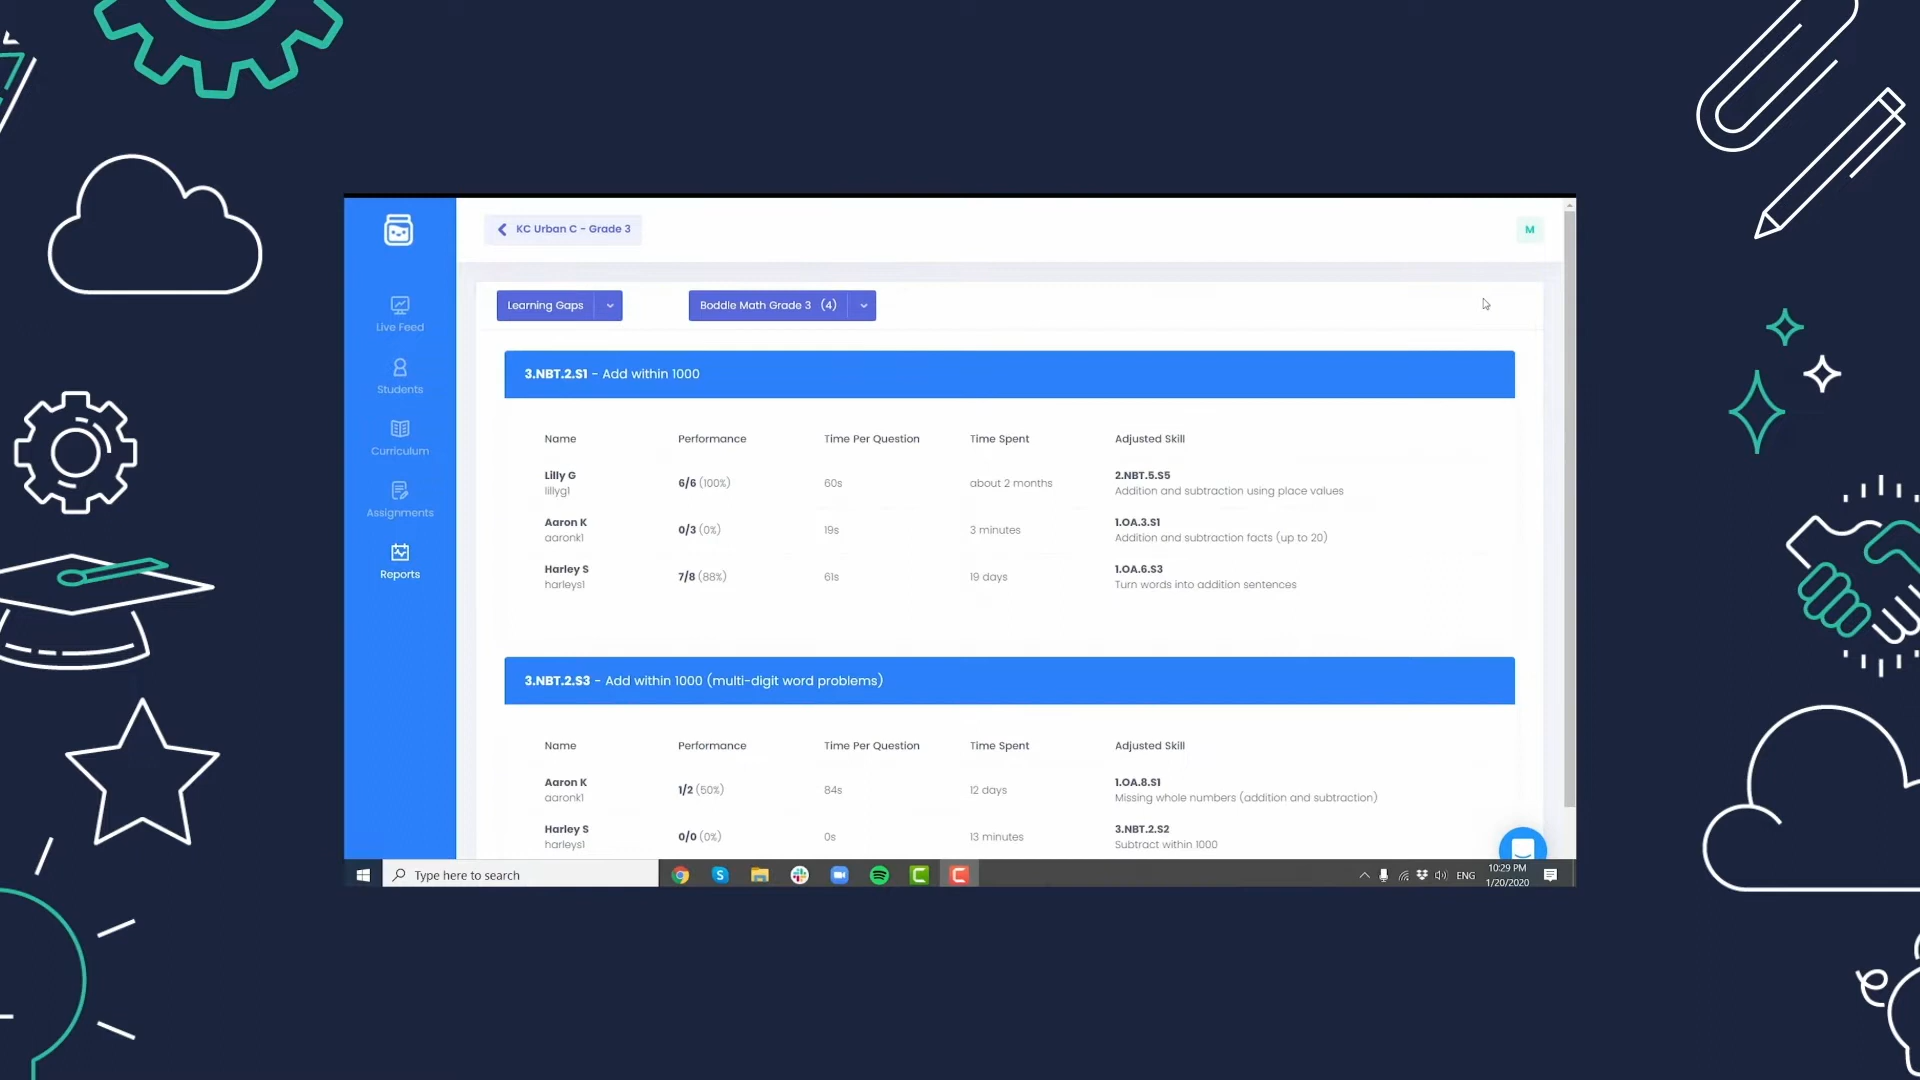 KC Urban C - Grade 3
M
Learning Gaps
Boddle Math Grade 3 (4)
Live Feed
Students
Curriculum
Assignments
Reports
3.NBT.2.S1 - Add within 1000
Name Performance Time Per Question Time Spent Adjusted Skill
Lilly G 6/6 (100%) 60s about 2 months 2.NBT.5.S5
lillyg1 Addition and subtraction using place values
Aaron K 0/3 (0%) 19s 3 minutes 1.OA.3.S1
aaronk1 Addition and subtraction facts (up to 20)
Harley S 7/8 (88%) 61s 19 days 1.OA.6.S3
harleys1 Turn words into addition sentences
3.NBT.2.S3 - Add within 1000 (multi-digit word problems)
Name Performance Time Per Question Time Spent Adjusted Skill
Aaron K 1/2 (50%) 84s 12 days 1.OA.8.S1
aaronk1 Missing whole numbers (addition and subtraction)
Harley S 0/0 (0%) 0s 13 minutes 3.NBT.2.S2
harleys1 Subtract within 1000
Type here to search
ENG
10:29 PM
1/20/2020